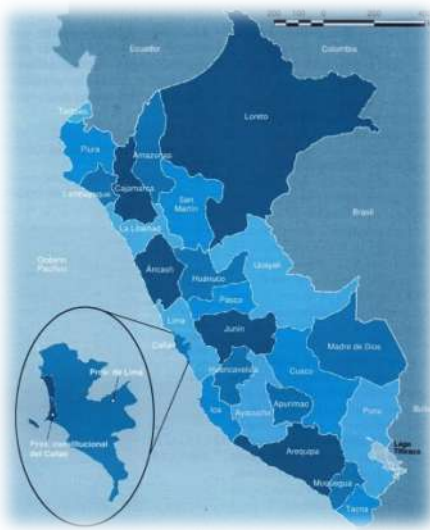 Ecuador
Colombia
Loreto
Tumbes
Piura
Amazonas
Lambayeque
Cajamarca
San
Martín
La Libertad
Brasil
Océano
Pacífico
Ancash
Huánuco
Ucayali
Pasco
Lima
Callao
Junín
Madre de Dios
Huancavelica
Cusco
Ica
Ayacucho
Apurímac
Puno
Lago
Titicaca
Arequipa
Moquegua
Tacna
Prov. de Lima
Prov. constitucional
del Callao